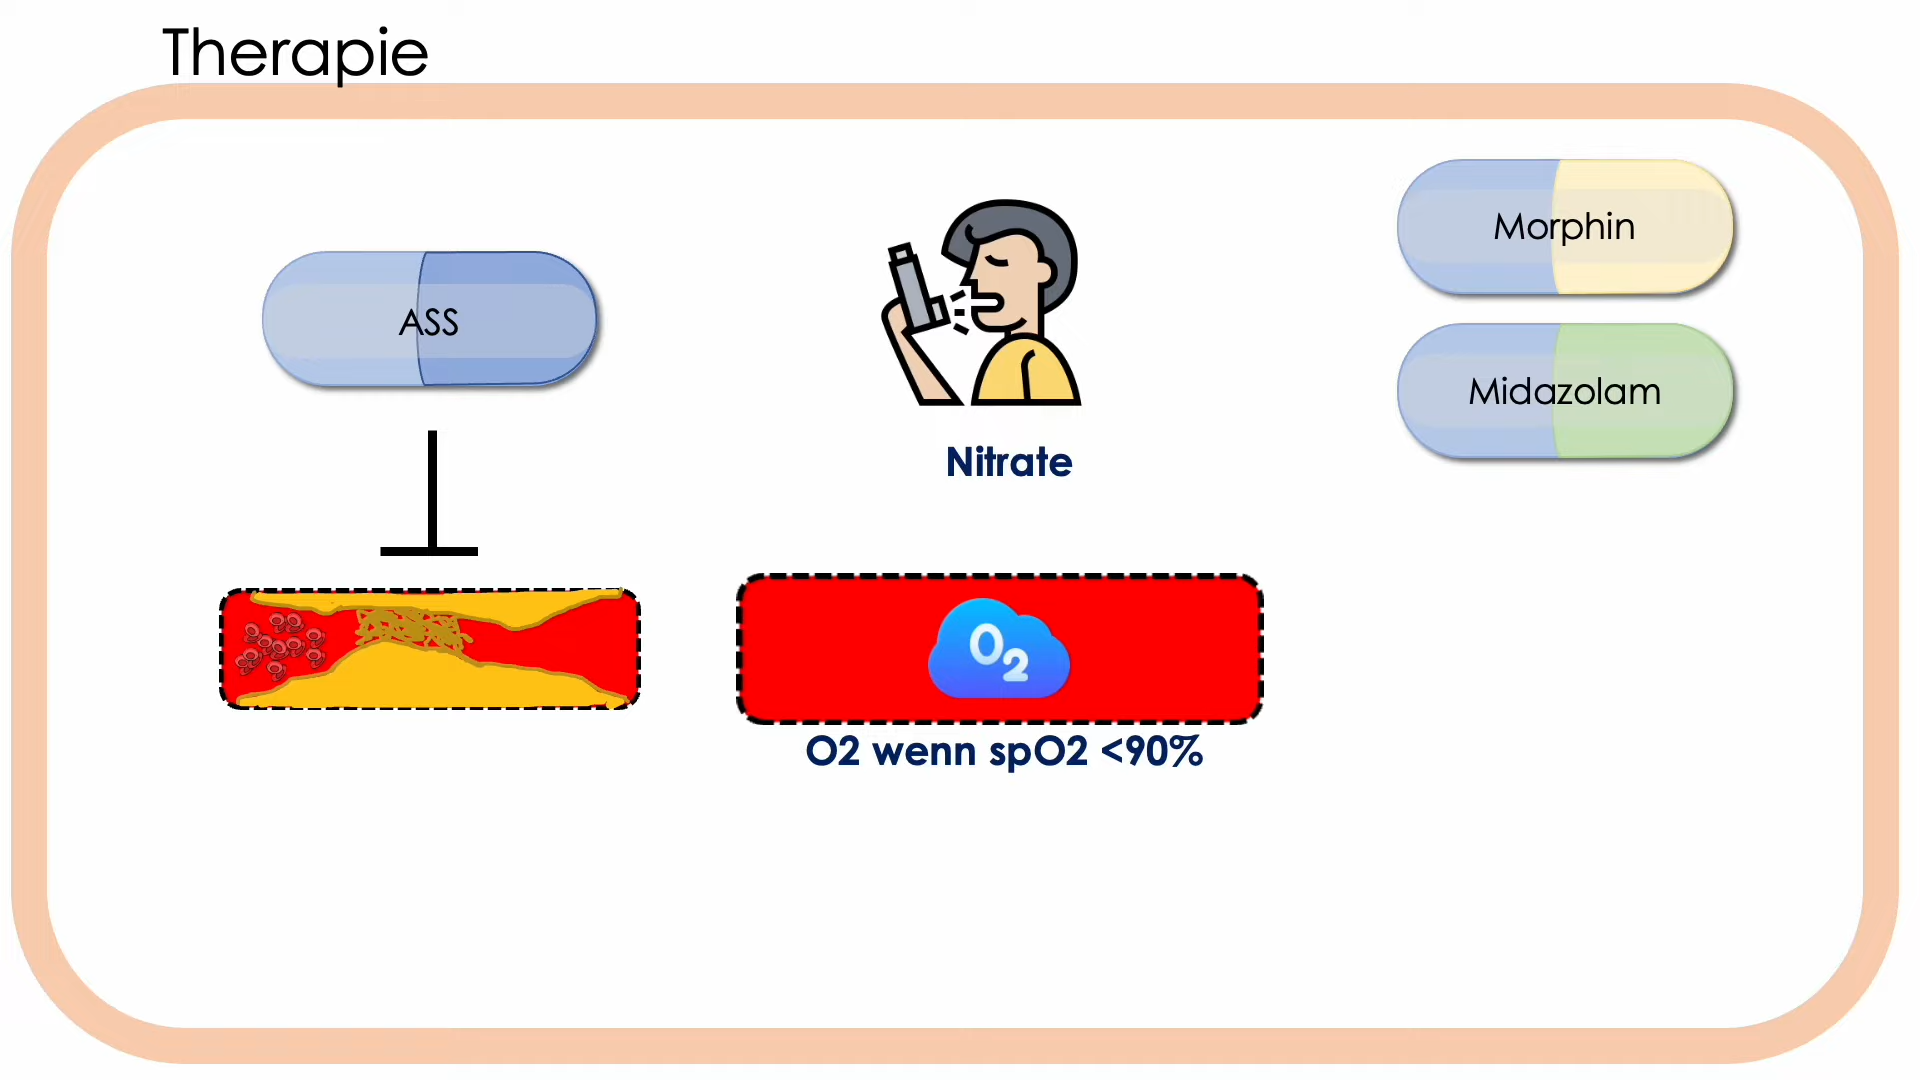 Therapie
ASS
Nitrate
Morphin
Midazolam
O2
O2 wenn spO2 <90%